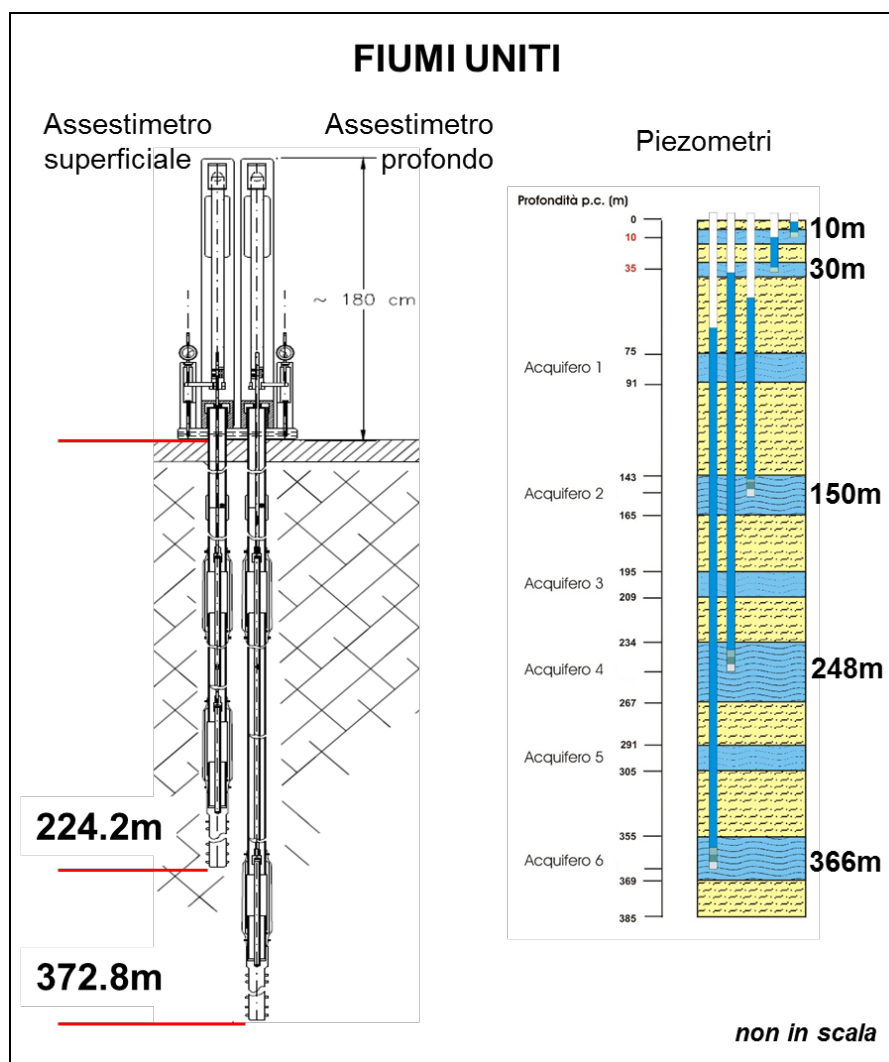 FIUMI UNITI
Assestimetro
superficiale
Assestimetro
profondo
Piezometri
~ 180 cm
224.2m
372.8m
Profondità p.c. (m)
0
10
35
75
91
143
165
195
209
234
267
291
305
355
369
385
Acquifero 1
Acquifero 2
Acquifero 3
Acquifero 4
Acquifero 5
Acquifero 6
10m
30m
150m
248m
366m
non in scala